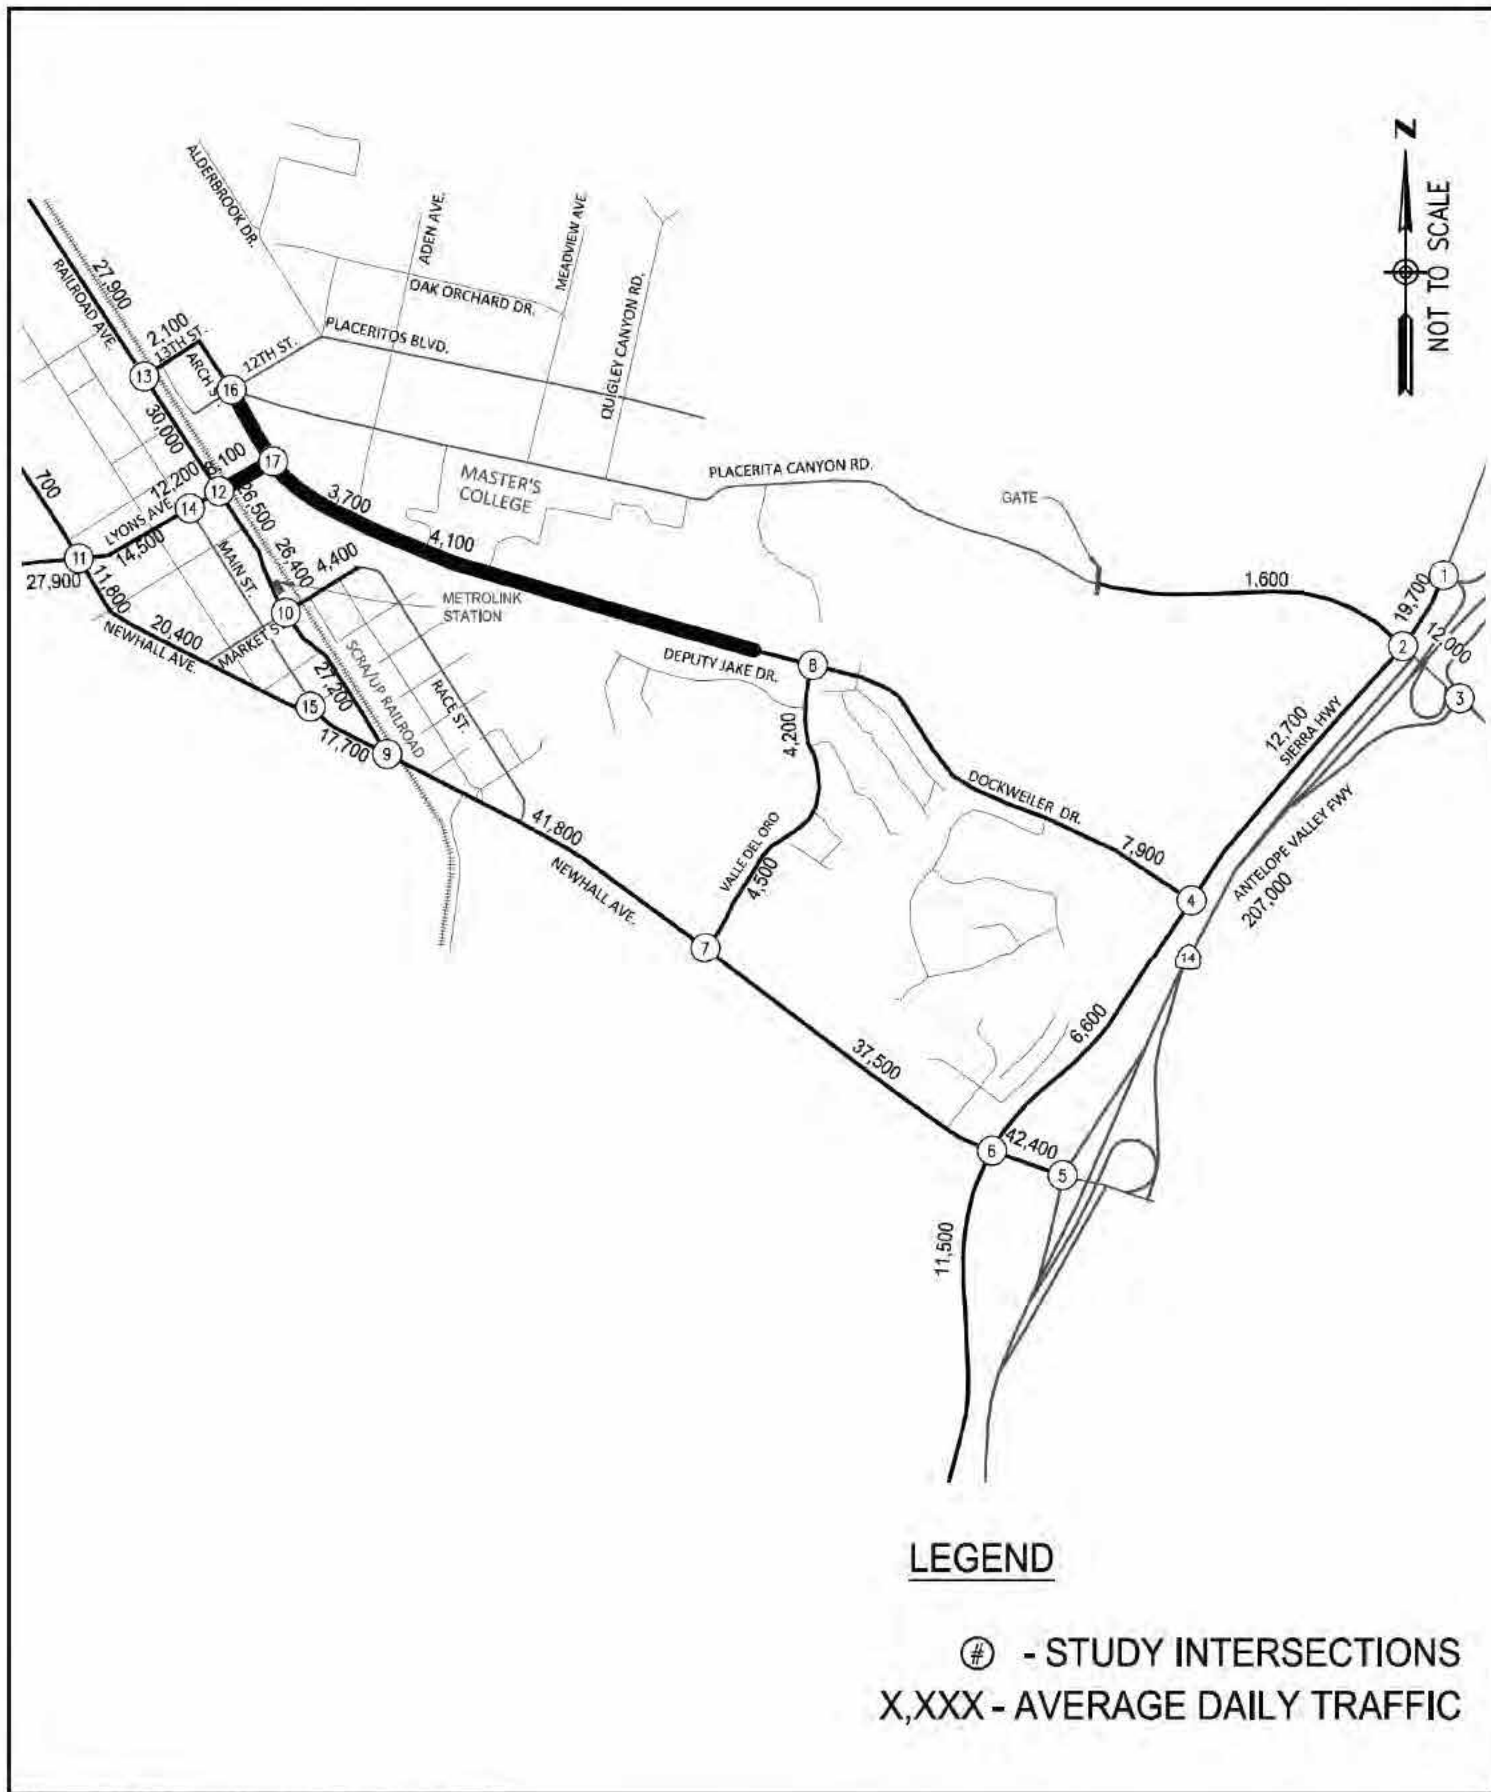 Z
NOT TO SCALE
ALDERBROOK DR.
ADEN AVE.
MEADVIEW AVE.
OAK ORCHARD DR.
QUIGLEY CANYON RD.
PLACERITOS BLVD.
27,900
RAILROAD AVE.
2,100
13TH ST.
12TH ST.
ARCH S
13
16
30,000
17
12,200
8,100
12
14
LYONS AVE
14,500
26,500
MASTER'S
COLLEGE
PLACERITA CANYON RD.
GATE
3,700
4,100
700
11
27,900
11,800
MAIN ST.
26,400
4,400
METROLINK
STATION
10
1,600
1
19,700
12,000
2
3
NEWHALL AVE.
20,400
MARKET S
27,200
SCRA/UP RAILROAD
RACE ST.
DEPUTY JAKE DR.
8
15
17,700
9
4,200
12,700
SIERRA HWY
DOCKWEILER DR.
41,800
NEWHALL AVE.
VALLE DEL ORO
4,500
7,900
ANTELOPE VALLEY FWY
207,000
4
7
14
6,600
37,500
6
42,400
5
11,500
LEGEND
# - STUDY INTERSECTIONS
X,XXX - AVERAGE DAILY TRAFFIC